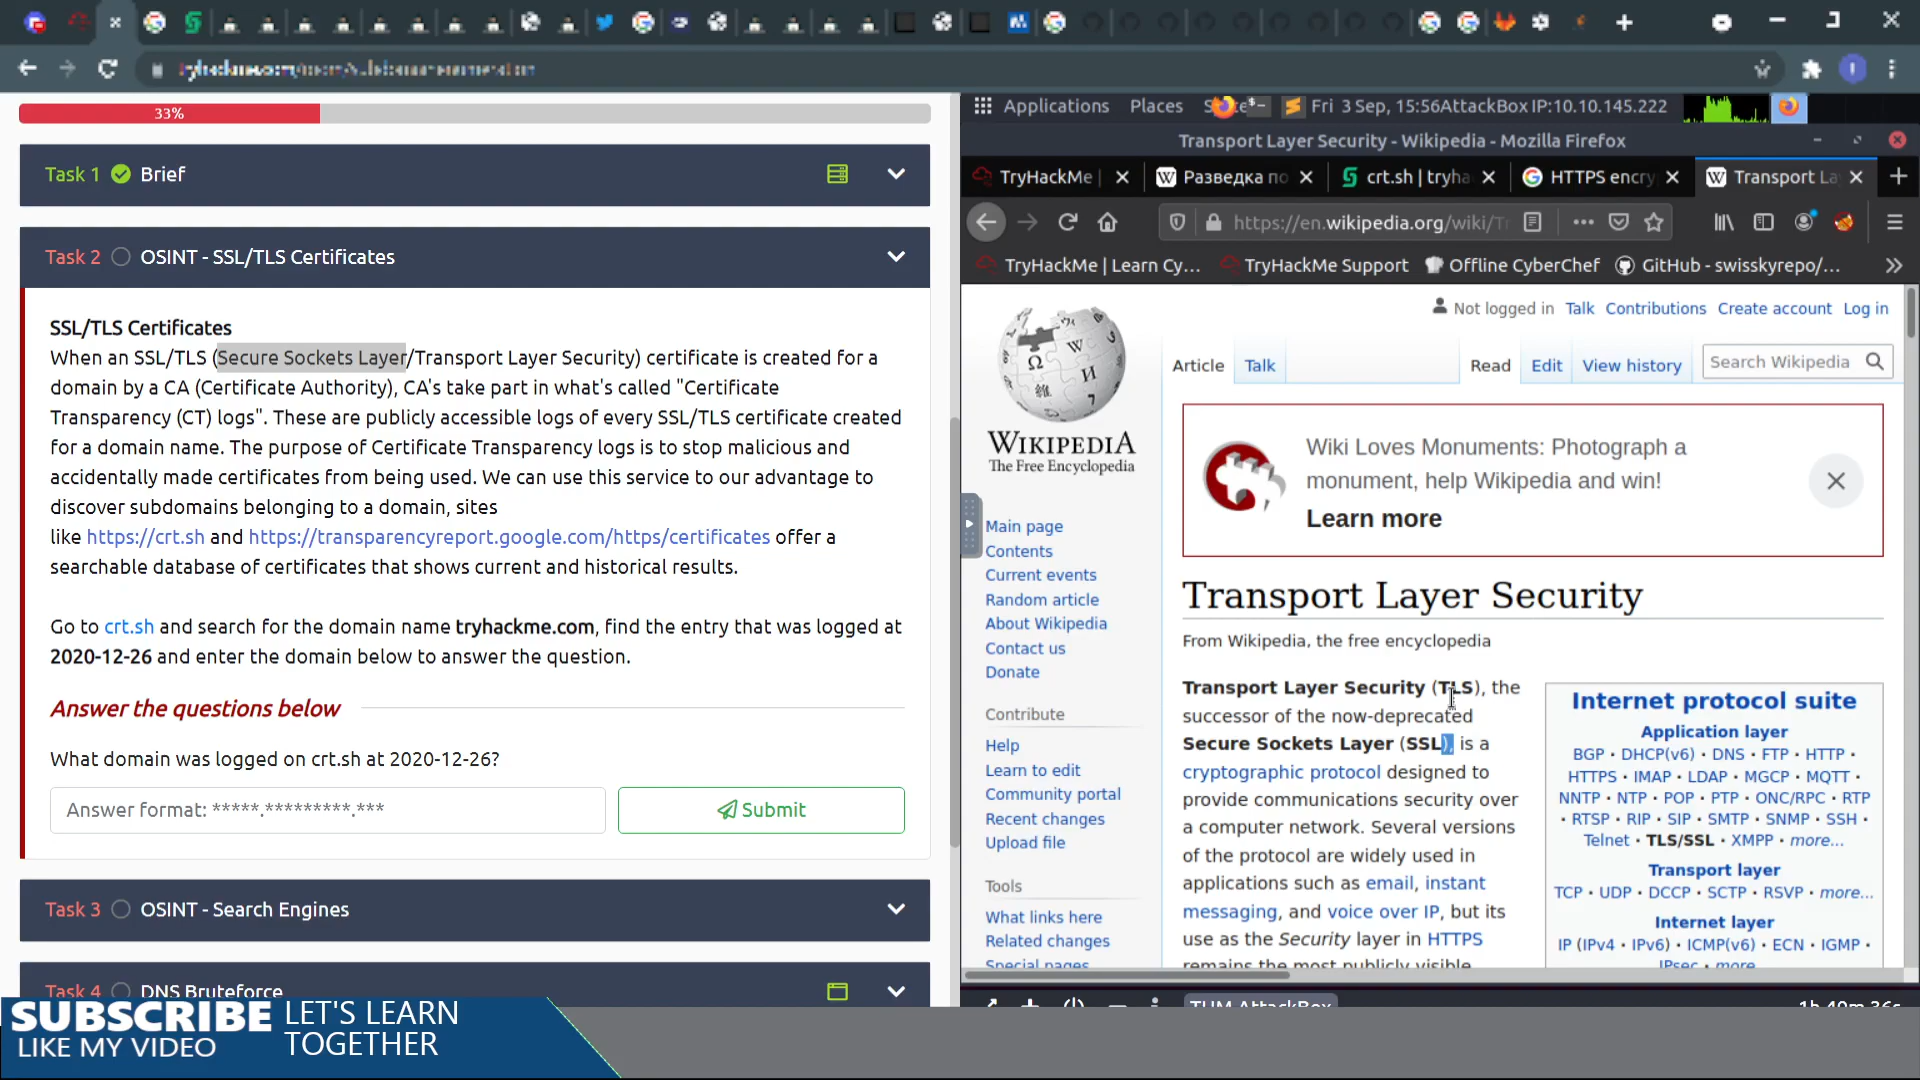 33%
Task 1 Brief
Task 2 OSINT - SSL/TLS Certificates
SSL/TLS Certificates
When an SSL/TLS (Secure Sockets Layer/Transport Layer Security) certificate is created for a
domain by a CA (Certificate Authority), CA's take part in what's called "Certificate
Transparency (CT) logs". These are publicly accessible logs of every SSL/TLS certificate created
for a domain name. The purpose of Certificate Transparency logs is to stop malicious and
accidentally made certificates from being used. We can use this service to our advantage to
discover subdomains belonging to a domain, sites
like https://crt.sh and https://transparencyreport.google.com/https/certificates offer a
searchable database of certificates that shows current and historical results.
Go to crt.sh and search for the domain name tryhackme.com, find the entry that was logged at
2020-12-26 and enter the domain below to answer the question.
Answer the questions below
What domain was logged on crt.sh at 2020-12-26?
Answer format: *****.*********.***
Submit
Task 3 OSINT - Search Engines
Task 4 DNS Bruteforce
SUBSCRIBE
LIKE MY VIDEO
LET'S LEARN
TOGETHER
Applications Places Fri 3 Sep, 15:56 AttackBox IP:10.10.145.222
Transport Layer Security - Wikipedia - Mozilla Firefox
TryHackMe |
Разведка по
crt.sh | tryha
HTTPS encry
Transport La
https://en.wikipedia.org/wiki/Tr
TryHackMe | Learn Cy...
TryHackMe Support
Offline CyberChef
GitHub - swisskyrepo/...
WIKIPEDIA
The Free Encyclopedia
Not logged in Talk Contributions Create account Log in
Article Talk Read Edit View history Search Wikipedia
Wiki Loves Monuments: Photograph a
monument, help Wikipedia and win!
Learn more
Main page
Contents
Current events
Random article
About Wikipedia
Contact us
Donate
Contribute
Help
Learn to edit
Community portal
Recent changes
Upload file
Tools
What links here
Related changes
Special pages
Transport Layer Security
From Wikipedia, the free encyclopedia
Transport Layer Security (TLS), the
successor of the now-deprecated
Secure Sockets Layer (SSL), is a
cryptographic protocol designed to
provide communications security over
a computer network. Several versions
of the protocol are widely used in
applications such as email, instant
messaging, and voice over IP, but its
use as the Security layer in HTTPS
remains the most publicly visible.
Internet protocol suite
Application layer
BGP · DHCP(v6) · DNS · FTP · HTTP ·
HTTPS · IMAP · LDAP · MGCP · MQTT ·
NNTP · NTP · POP · PTP · ONC/RPC · RTP
· RTSP · RIP · SIP · SMTP · SNMP · SSH ·
Telnet · TLS/SSL · XMPP · more...
Transport layer
TCP · UDP · DCCP · SCTP · RSVP · more...
Internet layer
IP (IPv4 · IPv6) · ICMP(v6) · ECN · IGMP ·
IPsec · more
THM AttackBox
1h 40m 36s